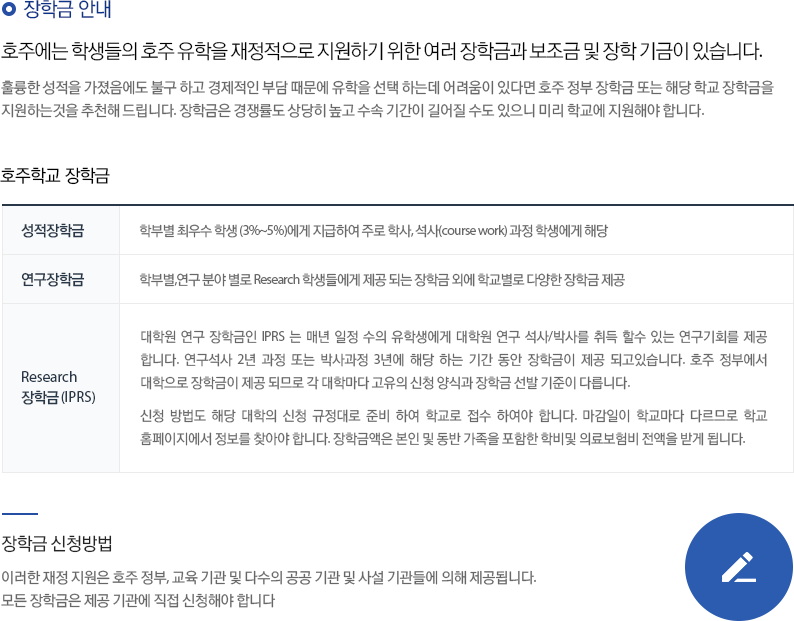 장학금 안내
호주에는 학생들의 호주 유학을 재정적으로 지원하기 위한 여러 장학금과 보조금 및 장학 기금이 있습니다.
훌륭한 성적을 가졌음에도 불구 하고 경제적인 부담 때문에 유학을 선택 하는데 어려움이 있다면 호주 정부 장학금 또는 해당 학교 장학금을
지원하는것을 추천해 드립니다. 장학금은 경쟁률도 상당히 높고 수속 기간이 길어질 수도 있으니 미리 학교에 지원해야 합니다.
호주학교 장학금
성적장학금
학부별 최우수 학생 (3%~5%)에게 지급하여 주로 학사, 석사(course work) 과정 학생에게 해당
연구장학금
학부별,연구 분야 별로 Research 학생들에게 제공 되는 장학금 외에 학교별로 다양한 장학금 제공
Research
장학금 (IPRS)
대학원 연구 장학금인 IPRS 는 매년 일정 수의 유학생에게 대학원 연구 석사/박사를 취득 할수 있는 연구기회를 제공
합니다. 연구석사 2년 과정 또는 박사과정 3년에 해당 하는 기간 동안 장학금이 제공 되고있습니다. 호주 정부에서
대학으로 장학금이 제공 되므로 각 대학마다 고유의 신청 양식과 장학금 선발 기준이 다릅니다.
신청 방법도 해당 대학의 신청 규정대로 준비 하여 학교로 접수 하여야 합니다. 마감일이 학교마다 다르므로 학교
홈페이지에서 정보를 찾아야 합니다. 장학금액은 본인 및 동반 가족을 포함한 학비및 의료보험비 전액을 받게 됩니다.
장학금 신청방법
이러한 재정 지원은 호주 정부, 교육 기관 및 다수의 공공 기관 및 사설 기관들에 의해 제공됩니다.
모든 장학금은 제공 기관에 직접 신청해야 합니다